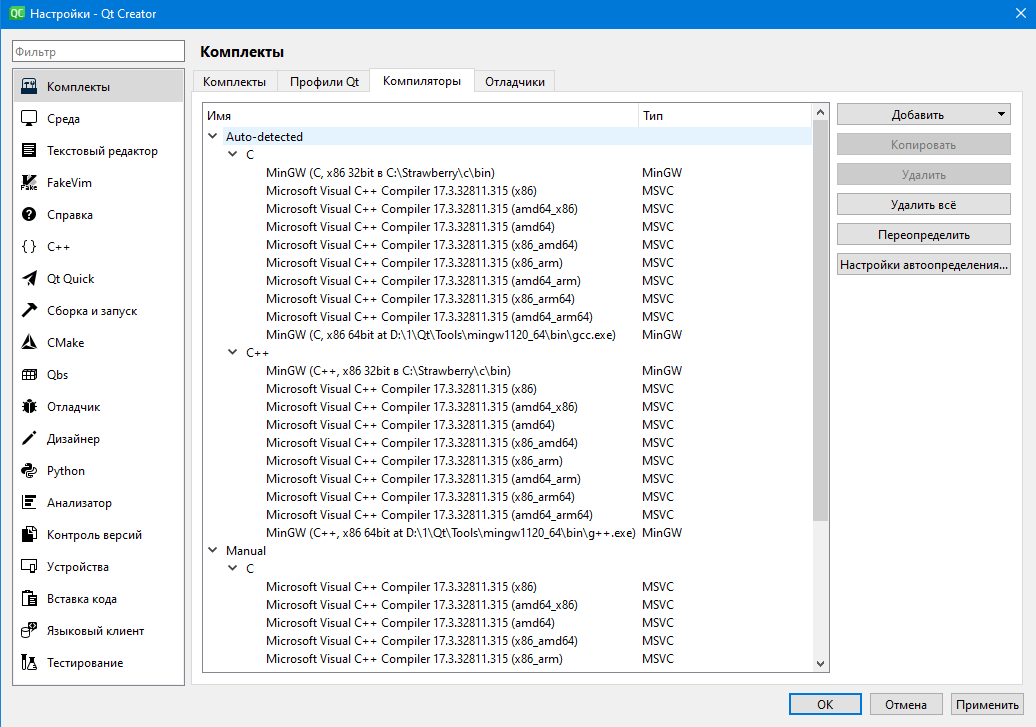 Настройки - Qt Creator
Фильтр
Комплекты
Среда
Текстовый редактор
FakeVim
Справка
C++
Qt Quick
Сборка и запуск
CMake
Qbs
Отладчик
Дизайнер
Python
Анализатор
Контроль версий
Устройства
Вставка кода
Языковый клиент
Тестирование
Комплекты
Комплекты Профили Qt Компиляторы Отладчики
Имя Тип
Auto-detected
C
MinGW (C, x86 32bit в C:\Strawberry\c\bin) MinGW
Microsoft Visual C++ Compiler 17.3.32811.315 (x86) MSVC
Microsoft Visual C++ Compiler 17.3.32811.315 (amd64_x86) MSVC
Microsoft Visual C++ Compiler 17.3.32811.315 (amd64) MSVC
Microsoft Visual C++ Compiler 17.3.32811.315 (x86_amd64) MSVC
Microsoft Visual C++ Compiler 17.3.32811.315 (x86_arm) MSVC
Microsoft Visual C++ Compiler 17.3.32811.315 (amd64_arm) MSVC
Microsoft Visual C++ Compiler 17.3.32811.315 (x86_arm64) MSVC
Microsoft Visual C++ Compiler 17.3.32811.315 (amd64_arm64) MSVC
MinGW (C, x86 64bit at D:\1\Qt\Tools\mingw1120_64\bin\gcc.exe) MinGW
C++
MinGW (C++, x86 32bit в C:\Strawberry\c\bin) MinGW
Microsoft Visual C++ Compiler 17.3.32811.315 (x86) MSVC
Microsoft Visual C++ Compiler 17.3.32811.315 (amd64_x86) MSVC
Microsoft Visual C++ Compiler 17.3.32811.315 (amd64) MSVC
Microsoft Visual C++ Compiler 17.3.32811.315 (x86_amd64) MSVC
Microsoft Visual C++ Compiler 17.3.32811.315 (x86_arm) MSVC
Microsoft Visual C++ Compiler 17.3.32811.315 (amd64_arm) MSVC
Microsoft Visual C++ Compiler 17.3.32811.315 (x86_arm64) MSVC
Microsoft Visual C++ Compiler 17.3.32811.315 (amd64_arm64) MSVC
MinGW (C++, x86 64bit at D:\1\Qt\Tools\mingw1120_64\bin\g++.exe) MinGW
Manual
C
Microsoft Visual C++ Compiler 17.3.32811.315 (x86) MSVC
Microsoft Visual C++ Compiler 17.3.32811.315 (amd64_x86) MSVC
Microsoft Visual C++ Compiler 17.3.32811.315 (amd64) MSVC
Microsoft Visual C++ Compiler 17.3.32811.315 (x86_amd64) MSVC
Microsoft Visual C++ Compiler 17.3.32811.315 (x86_arm) MSVC
Добавить
Копировать
Удалить
Удалить всё
Переопределить
Настройки автоопределения...
OK Отмена Применить